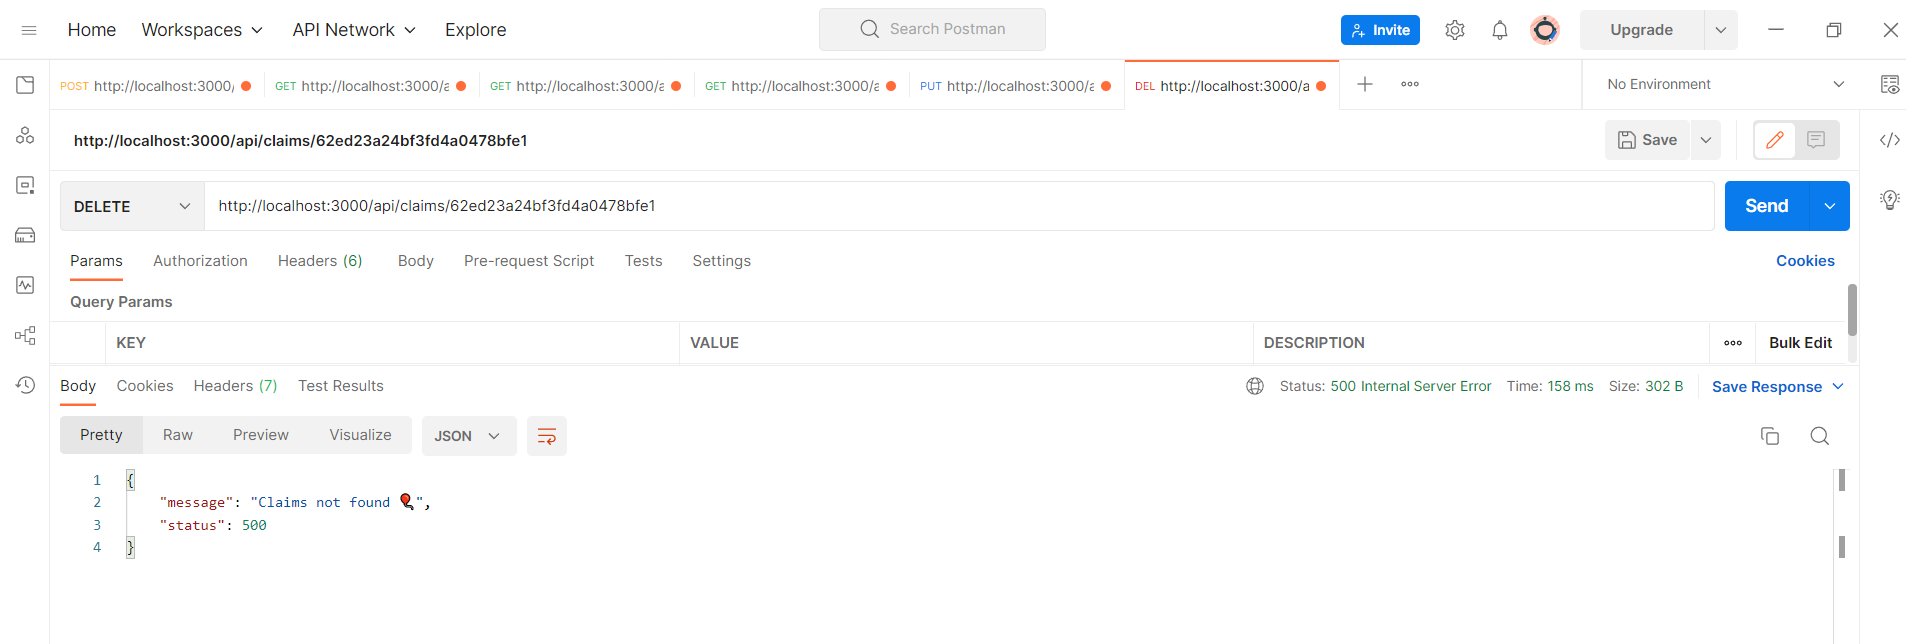 Home Workspaces API Network Explore Search Postman Invite Upgrade
POST http://localhost:3000/ GET http://localhost:3000/a GET http://localhost:3000/a GET http://localhost:3000/a PUT http://localhost:3000/a DEL http://localhost:3000/a No Environment
http://localhost:3000/api/claims/62ed23a24bf3fd4a0478bfe1 Save
DELETE http://localhost:3000/api/claims/62ed23a24bf3fd4a0478bfe1 Send
Params Authorization Headers (6) Body Pre-request Script Tests Settings Cookies
Query Params
KEY VALUE DESCRIPTION Bulk Edit
Body Cookies Headers (7) Test Results Status: 500 Internal Server Error Time: 158 ms Size: 302 B Save Response
Pretty Raw Preview Visualize JSON
1 {
2 "message": "Claims not found 🎈",
3 "status": 500
4 }